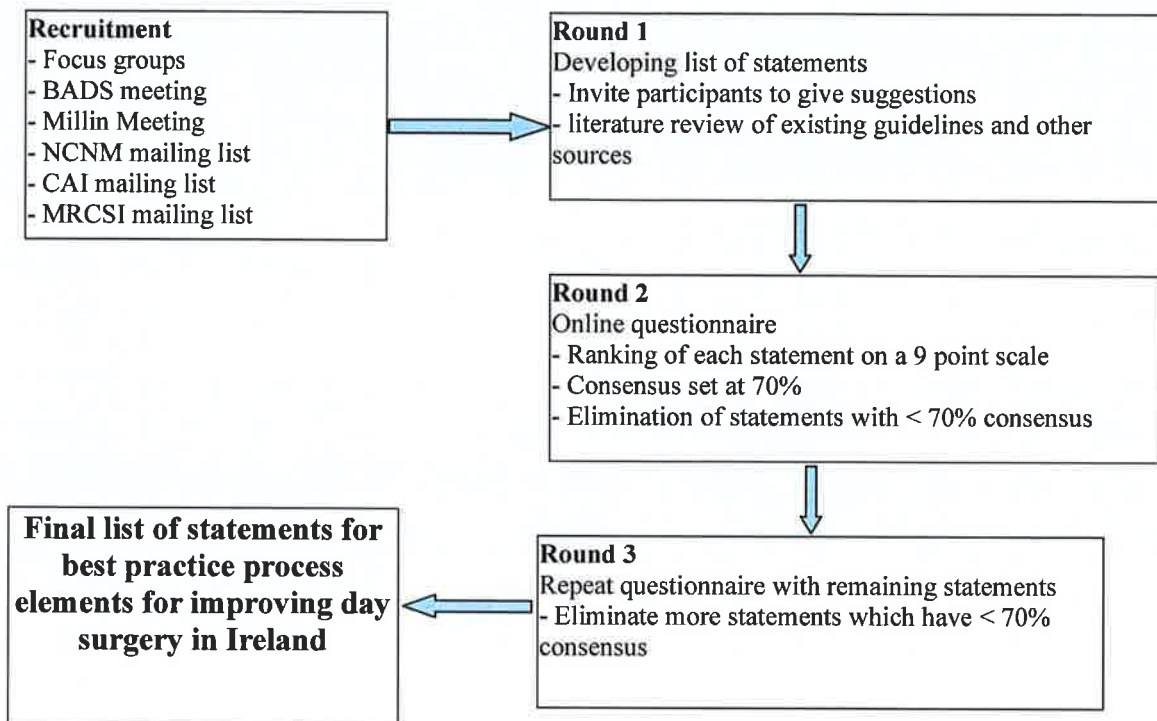 Recruitment
- Focus groups
- BADS meeting
- Millin Meeting
- NCNM mailing list
- CAI mailing list
- MRCSI mailing list
Round 1
Developing list of statements
- Invite participants to give suggestions
- literature review of existing guidelines and other
sources
Round 2
Online questionnaire
- Ranking of each statement on a 9 point scale
- Consensus set at 70%
- Elimination of statements with < 70% consensus
Round 3
Repeat questionnaire with remaining statements
- Eliminate more statements which have < 70%
consensus
Final list of statements for
best practice process
elements for improving day
surgery in Ireland